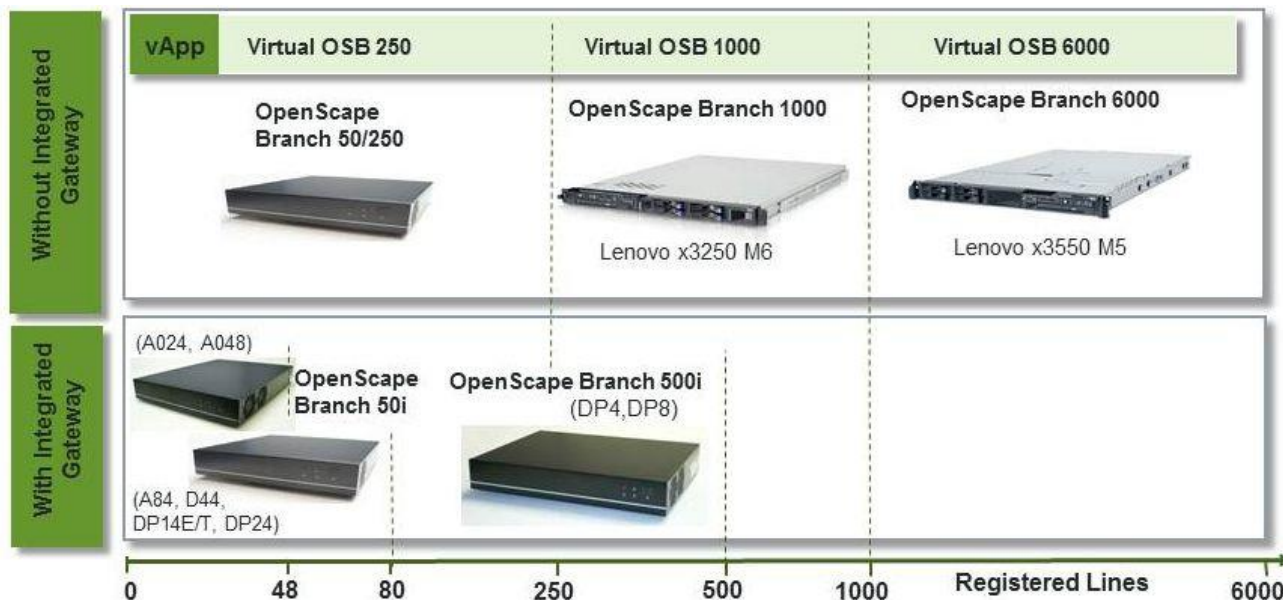 Without Integrated
Gateway
vApp
Virtual OSB 250
Virtual OSB 1000
Virtual OSB 6000
OpenScape
Branch 50/250
OpenScape Branch 1000
OpenScape Branch 6000
Lenovo x3250 M6
Lenovo x3550 M5
With Integrated
Gateway
(A024, A048)
OpenScape
Branch 50i
OpenScape Branch 500i
(DP4,DP8)
(A84, D44,
DP14E/T, DP24)
0 48 80 250 500 1000 Registered Lines 6000